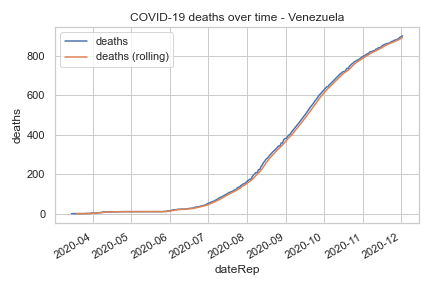 COVID-19 deaths over time - Venezuela
deaths
deaths (rolling)
deaths
800
600
400
200
0
2020-04
2020-05
2020-06
2020-07
2020-08
2020-09
2020-10
2020-11
2020-12
dateRep